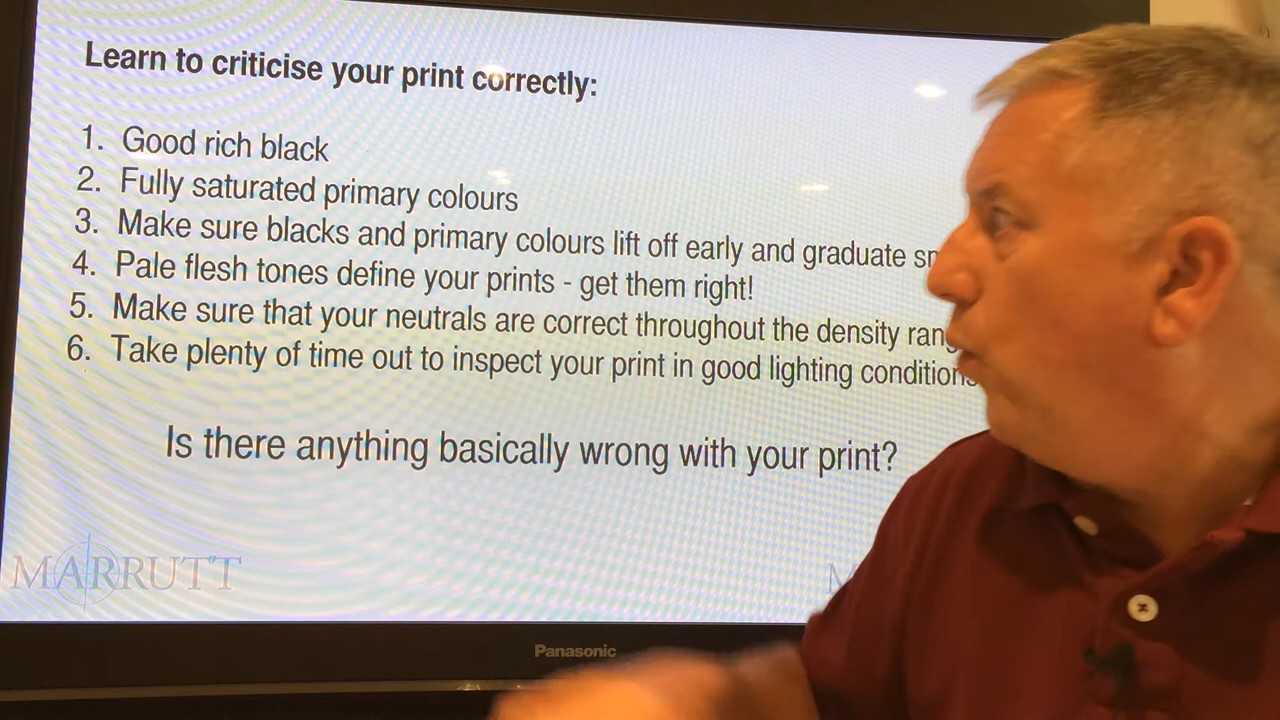 Learn to criticise your print correctly:
1. Good rich black
2. Fully saturated primary colours
3. Make sure blacks and primary colours lift off early and graduate
4. Pale flesh tones define your prints - get them right!
5. Make sure that your neutrals are correct throughout the density
6. Take plenty of time out to inspect your print in good lighting
Is there anything basically wrong with your print?
MARRUTT
Panasonic